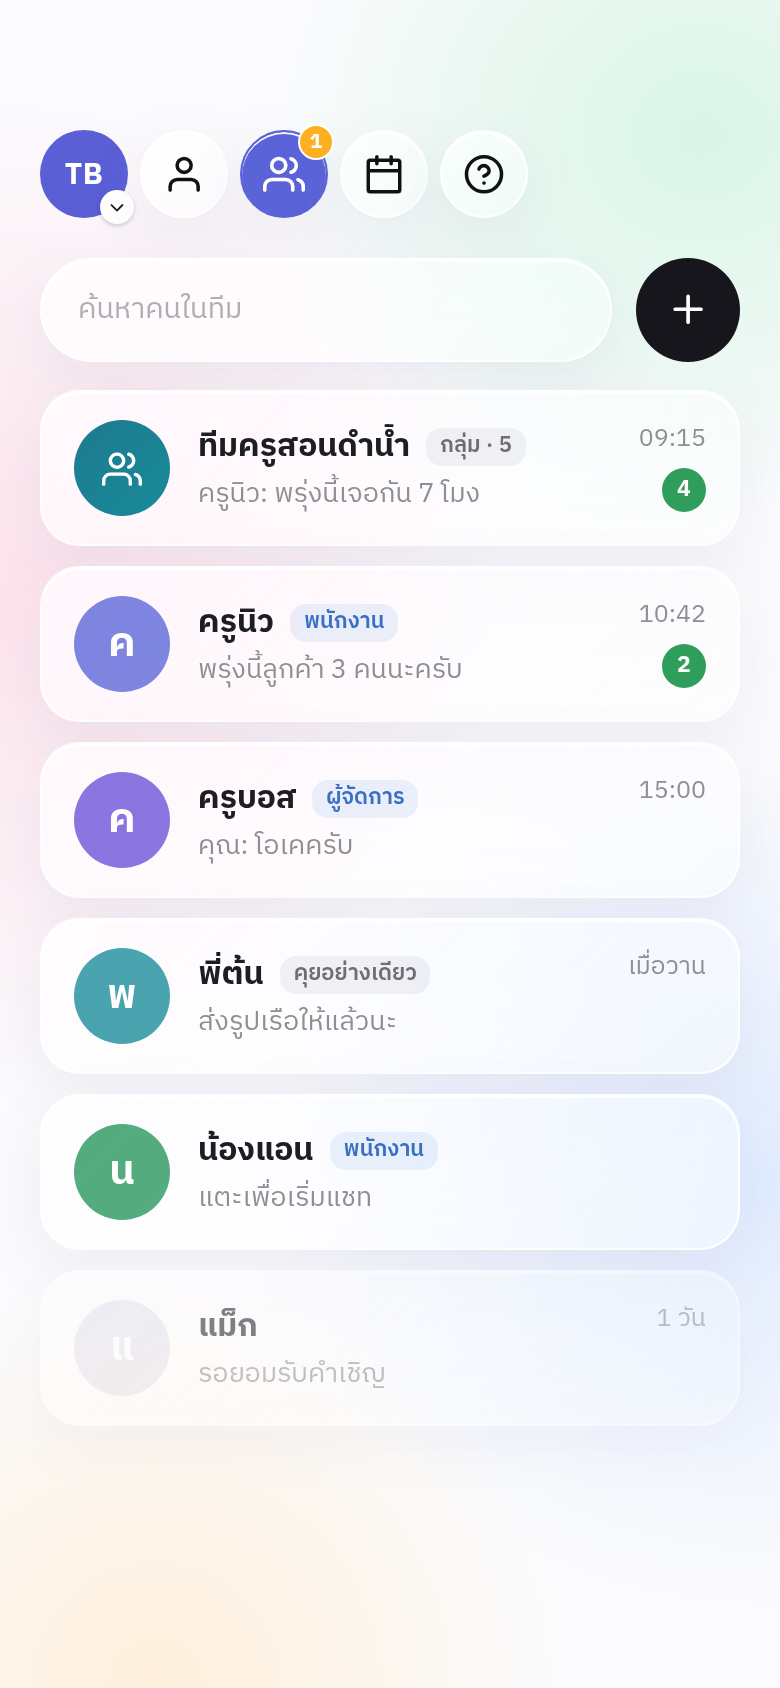 TB
1
ค้นหาคนในทีม
ทีมครูสอนดำน้ำ กลุ่ม · 5 09:15
ครูนิว: พรุ่งนี้เจอกัน 7 โมง 4
ค ครูนิว พนักงาน 10:42
พรุ่งนี้ลูกค้า 3 คนนะครับ 2
ค ครูบอส ผู้จัดการ 15:00
คุณ: โอเคครับ
พ พี่ต้น คุยอย่างเดียว เมื่อวาน
ส่งรูปเรือให้แล้วนะ
น น้องแอน พนักงาน
แตะเพื่อเริ่มแชท
แ แม็ก 1 วัน
รอยอมรับคำเชิญ